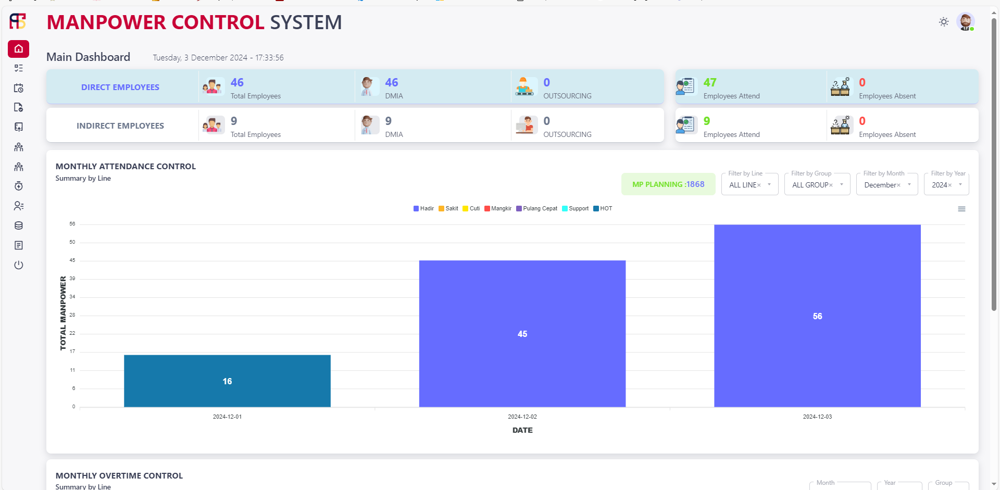 MANPOWER CONTROL SYSTEM
Main Dashboard
Tuesday, 3 December 2024 - 17:33:56
DIRECT EMPLOYEES
46
Total Employees
46
DMIA
0
OUTSOURCING
47
Employees Attend
0
Employees Absent
INDIRECT EMPLOYEES
9
Total Employees
9
DMIA
0
OUTSOURCING
9
Employees Attend
0
Employees Absent
MONTHLY ATTENDANCE CONTROL
Summary by Line
MP PLANNING :1868
Filter by Line
ALL LINE×
Filter by Group
ALL GROUP×
Filter by Month
December×
Filter by Year
2024×
Hadir Sakit Cuti Mangkir Pulang Cepat Support HOT
TOTAL MANPOWER
56
50
45
39
34
28
22
17
11
6
0
16
45
56
2024-12-01
2024-12-02
2024-12-03
DATE
MONTHLY OVERTIME CONTROL
Summary by Line
Month
Year
Group